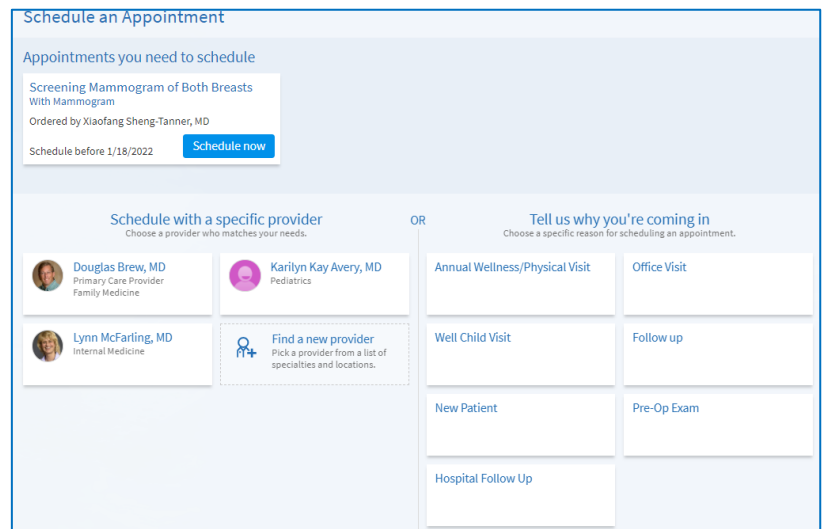 Schedule an Appointment
Appointments you need to schedule
Screening Mammogram of Both Breasts
With Mammogram
Ordered by Xiaofang Sheng-Tanner, MD
Schedule before 1/18/2022
Schedule now
Schedule with a specific provider
Choose a provider who matches your needs.
Douglas Brew, MD
Primary Care Provider
Family Medicine
Karilyn Kay Avery, MD
Pediatrics
Lynn McFarling, MD
Internal Medicine
Find a new provider
Pick a provider from a list of
specialties and locations.
OR
Tell us why you're coming in
Choose a specific reason for scheduling an appointment.
Annual Wellness/Physical Visit
Office Visit
Well Child Visit
Follow up
New Patient
Pre-Op Exam
Hospital Follow Up